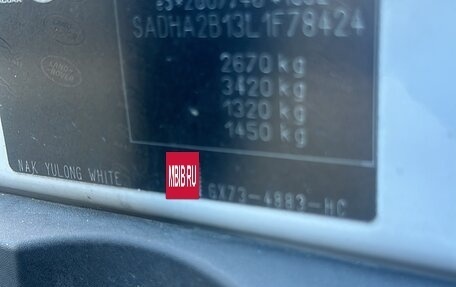 SADHA2B13L1F78424
2670 kg
3420 kg
1320 kg
1450 kg
NAK YULONG WHITE
MBIB.RU
GX73-4883-HC